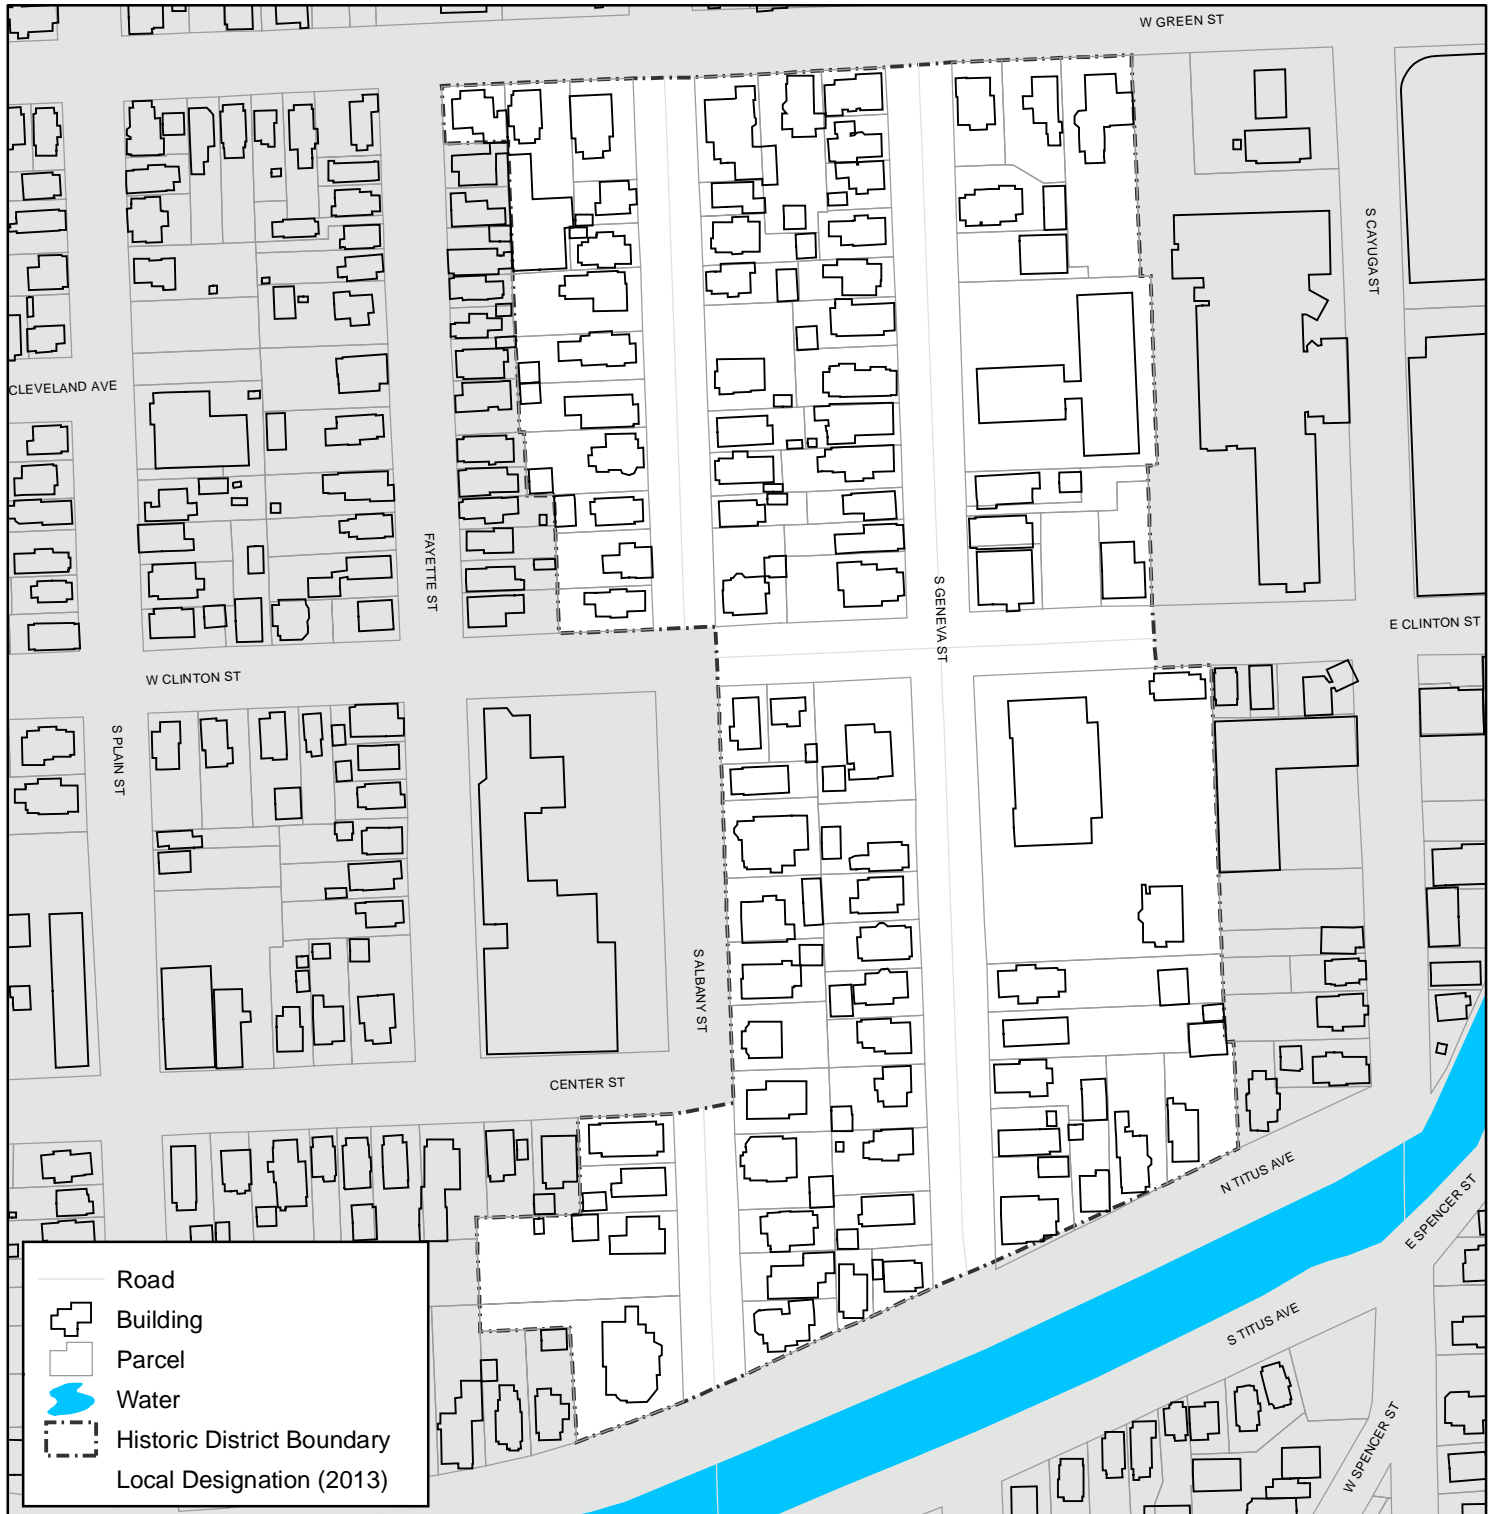 W GREEN ST
S CAYUGA ST
CLEVELAND AVE
FAYETTE ST
S GENEVA ST
E CLINTON ST
W CLINTON ST
S PLAIN ST
S ALBANY ST
CENTER ST
N TITUS AVE
E SPENCER ST
S TITUS AVE
W SPENCER ST
Road
Building
Parcel
Water
Historic District Boundary
Local Designation (2013)